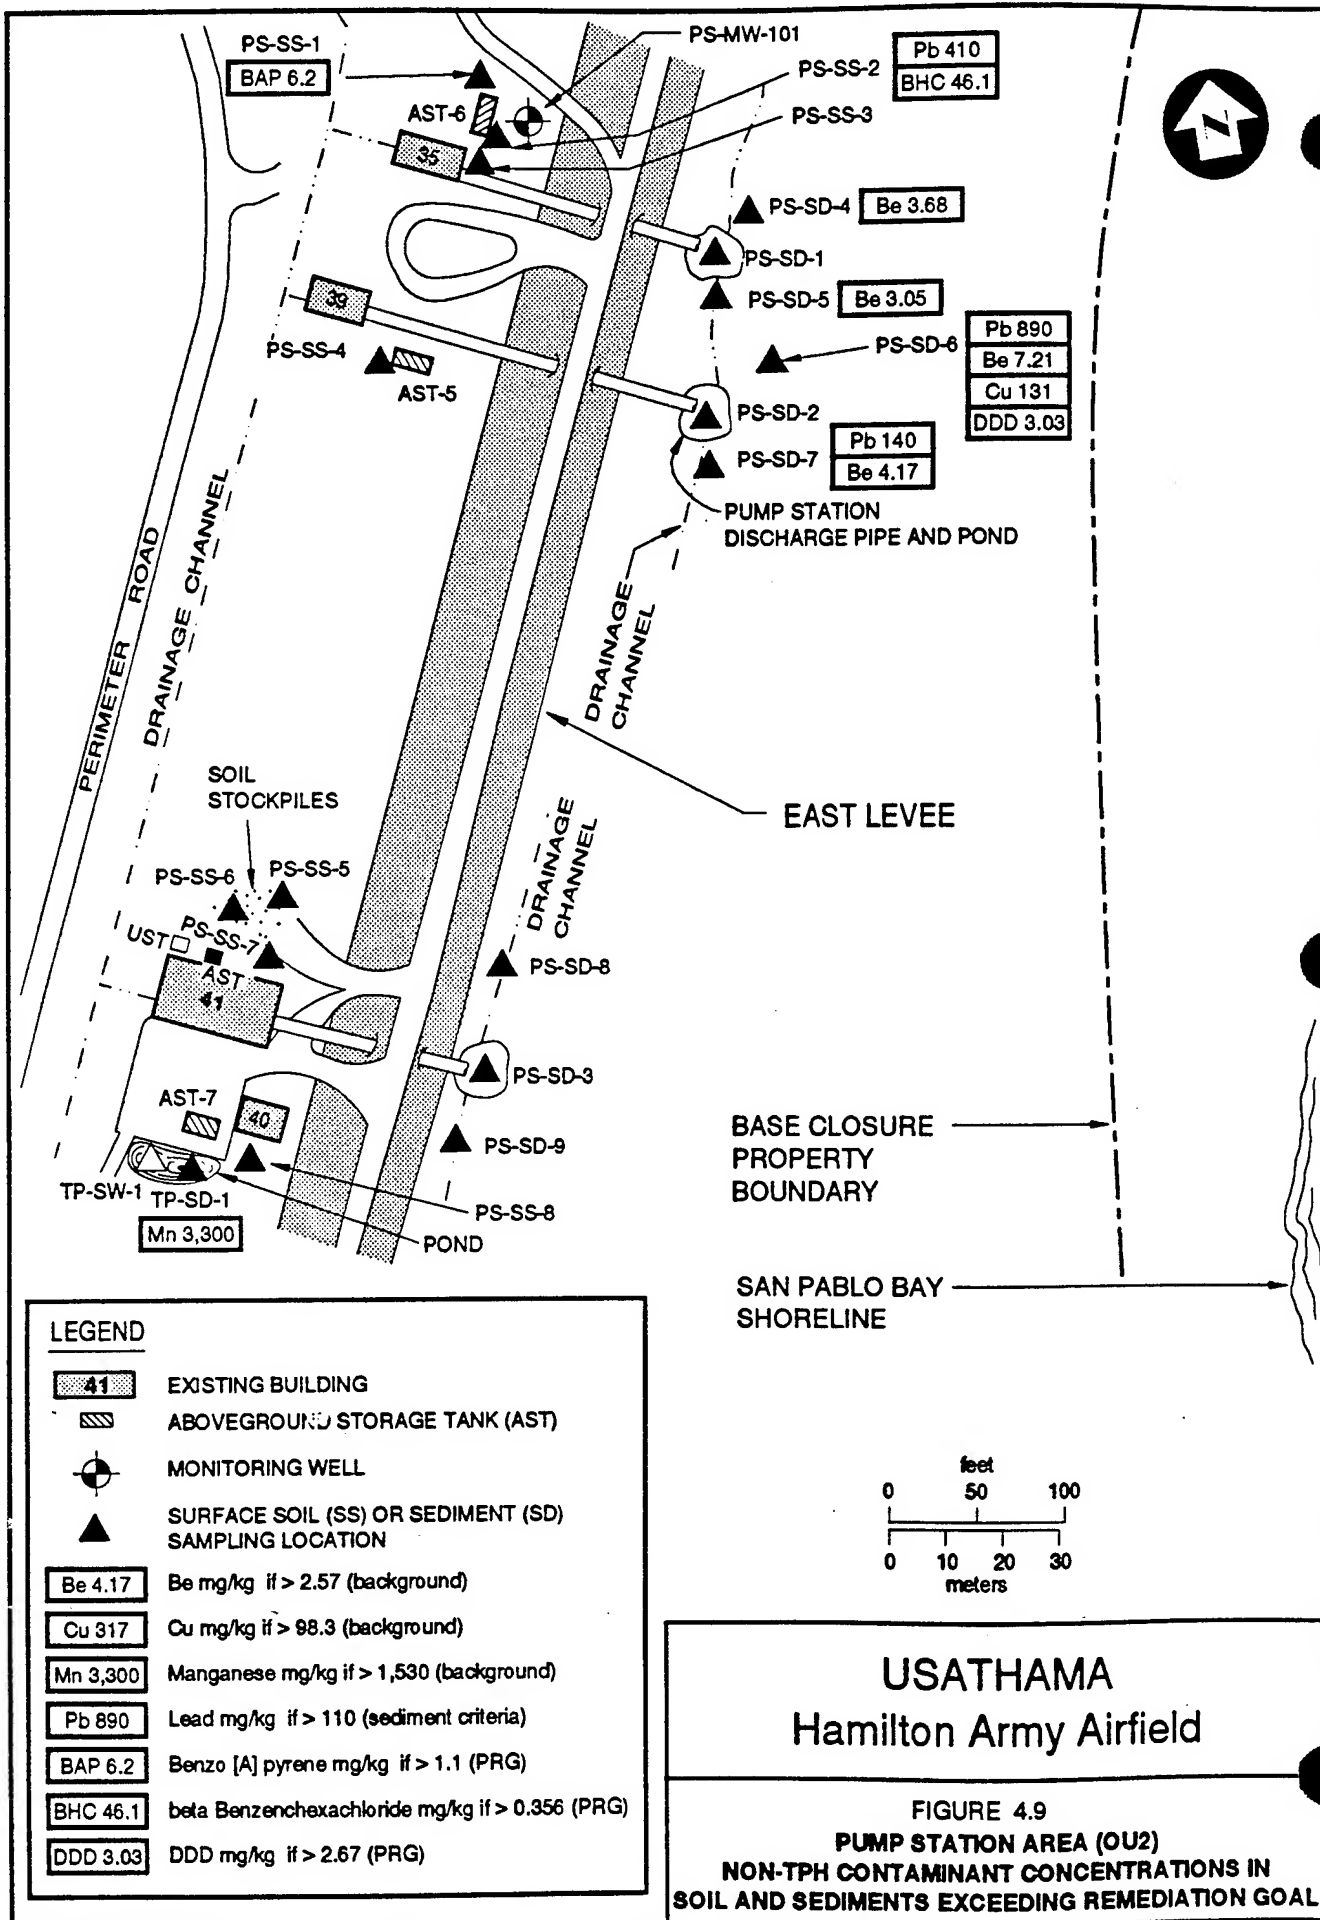 PS-SS-1
BAP 6.2
PS-MW-101
PS-SS-2
Pb 410
BHC 46.1
PS-SS-3
AST-6
35
N
PS-SD-4
Be 3.68
PS-SD-1
PS-SD-5
Be 3.05
39
PS-SS-4
AST-5
PS-SD-6
Pb 890
Be 7.21
Cu 131
DDD 3.03
PS-SD-2
PS-SD-7
Pb 140
Be 4.17
PUMP STATION
DISCHARGE PIPE AND POND
PERIMETER ROAD
DRAINAGE CHANNEL
DRAINAGE
CHANNEL
EAST LEVEE
SOIL
STOCKPILES
PS-SS-6
PS-SS-5
DRAINAGE
CHANNEL
UST
PS-SS-7
AST
41
PS-SD-8
PS-SD-3
AST-7
40
PS-SD-9
TP-SW-1
TP-SD-1
Mn 3,300
PS-SS-8
POND
BASE CLOSURE
PROPERTY
BOUNDARY
SAN PABLO BAY
SHORELINE
LEGEND
41 EXISTING BUILDING
ABOVEGROUND STORAGE TANK (AST)
MONITORING WELL
SURFACE SOIL (SS) OR SEDIMENT (SD)
SAMPLING LOCATION
Be 4.17 Be mg/kg if > 2.57 (background)
Cu 317 Cu mg/kg if > 98.3 (background)
Mn 3,300 Manganese mg/kg if > 1,530 (background)
Pb 890 Lead mg/kg if > 110 (sediment criteria)
BAP 6.2 Benzo [A] pyrene mg/kg if > 1.1 (PRG)
BHC 46.1 beta Benzenchexachloride mg/kg if > 0.356 (PRG)
DDD 3.03 DDD mg/kg if > 2.67 (PRG)
feet
0 50 100
0 10 20 30
meters
USATHAMA
Hamilton Army Airfield
FIGURE 4.9
PUMP STATION AREA (OU2)
NON-TPH CONTAMINANT CONCENTRATIONS IN
SOIL AND SEDIMENTS EXCEEDING REMEDIATION GOAL